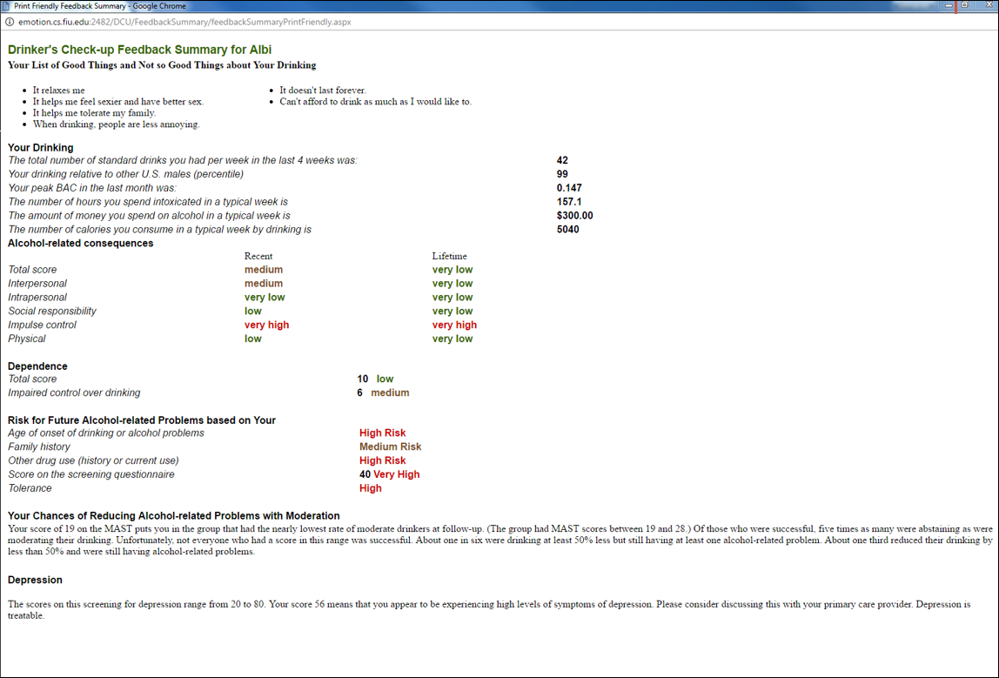 Print Friendly Feedback Summary - Google Chrome
emotion.cs.fiu.edu:2482/DCU/FeedbackSummary/feedbackSummaryPrintFriendly.aspx
Drinker's Check-up Feedback Summary for Albi
Your List of Good Things and Not so Good Things about Your Drinking
• It relaxes me • It doesn't last forever.
• It helps me feel sexier and have better sex. • Can't afford to drink as much as I would like to.
• It helps me tolerate my family.
• When drinking, people are less annoying.
Your Drinking
The total number of standard drinks you had per week in the last 4 weeks was: 42
Your drinking relative to other U.S. males (percentile) 99
Your peak BAC in the last month was: 0.147
The number of hours you spend intoxicated in a typical week is 157.1
The amount of money you spend on alcohol in a typical week is $300.00
The number of calories you consume in a typical week by drinking is 5040
Alcohol-related consequences
Recent Lifetime
Total score medium very low
Interpersonal medium very low
Intrapersonal very low very low
Social responsibility low very low
Impulse control very high very high
Physical low very low
Dependence
Total score 10 low
Impaired control over drinking 6 medium
Risk for Future Alcohol-related Problems based on Your
Age of onset of drinking or alcohol problems High Risk
Family history Medium Risk
Other drug use (history or current use) High Risk
Score on the screening questionnaire 40 Very High
Tolerance High
Your Chances of Reducing Alcohol-related Problems with Moderation
Your score of 19 on the MAST puts you in the group that had the nearly lowest rate of moderate drinkers at follow-up. (The group had MAST scores between 19 and 28.) Of those who were successful, five times as many were abstaining as were
moderating their drinking. Unfortunately, not everyone who had a score in this range was successful. About one in six were drinking at least 50% less but still having at least one alcohol-related problem. About one third reduced their drinking by
less than 50% and were still having alcohol-related problems.
Depression
The scores on this screening for depression range from 20 to 80. Your score 56 means that you appear to be experiencing high levels of symptoms of depression. Please consider discussing this with your primary care provider. Depression is
treatable.